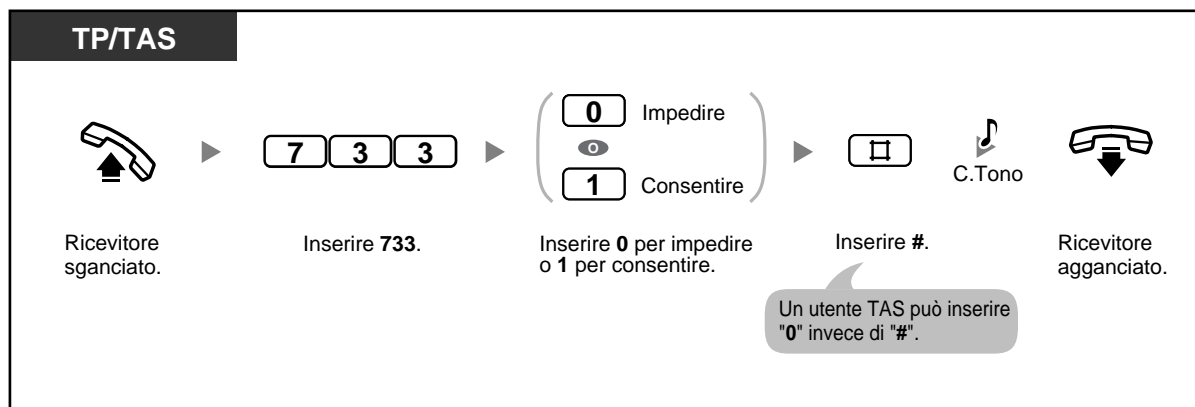 TP/TAS
7 3 3
0 Impedire
o
1 Consentire
#
C.Tono
Ricevitore
sganciato.
Inserire 733.
Inserire 0 per impedire
o 1 per consentire.
Inserire #.
Ricevitore
agganciato.
Un utente TAS può inserire
"0" invece di "#".